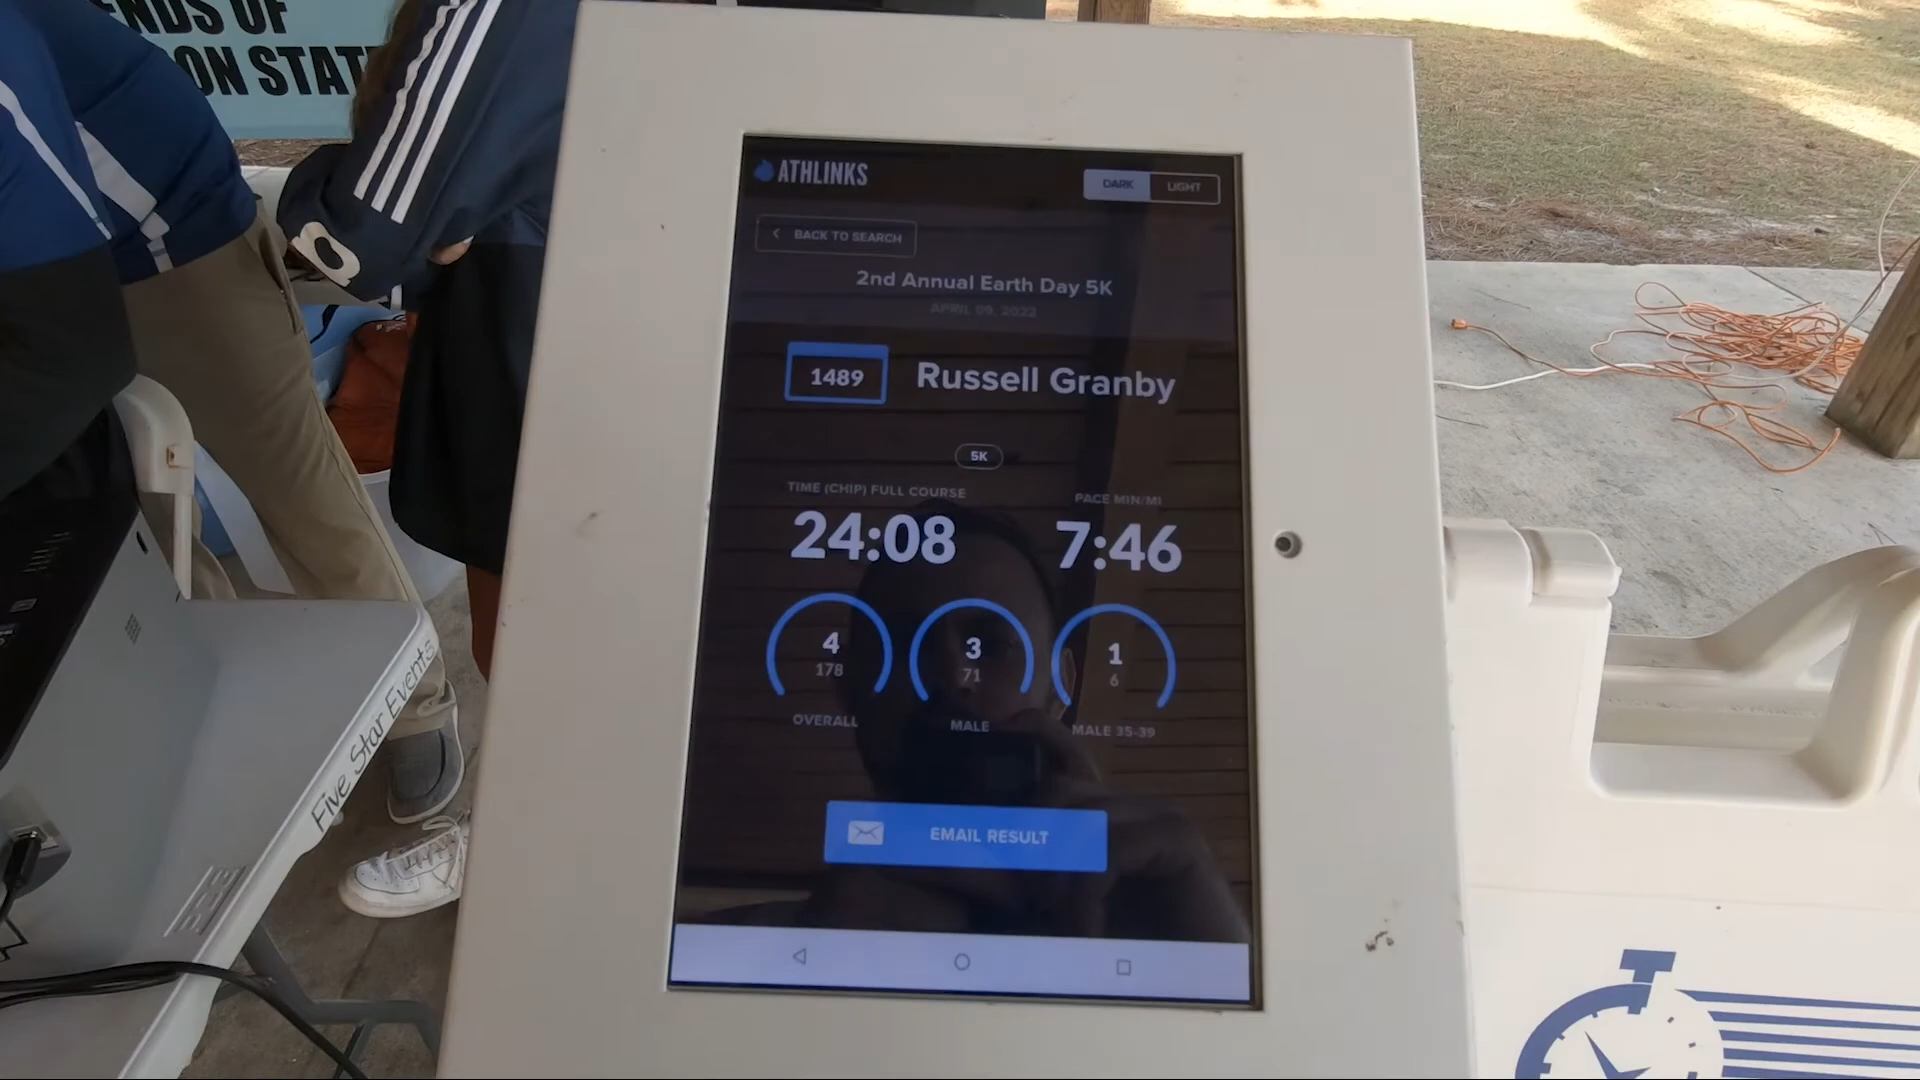 NDS OF
ON STAT
ATHLINKS
DARK LIGHT
BACK TO SEARCH
2nd Annual Earth Day 5K
APRIL 09, 2022
1489 Russell Granby
5K
TIME (CHIP) FULL COURSE PACE MIN/MI
24:08 7:46
4 3 1
178 71 6
OVERALL MALE MALE 35-39
EMAIL RESULT
Five Star Events